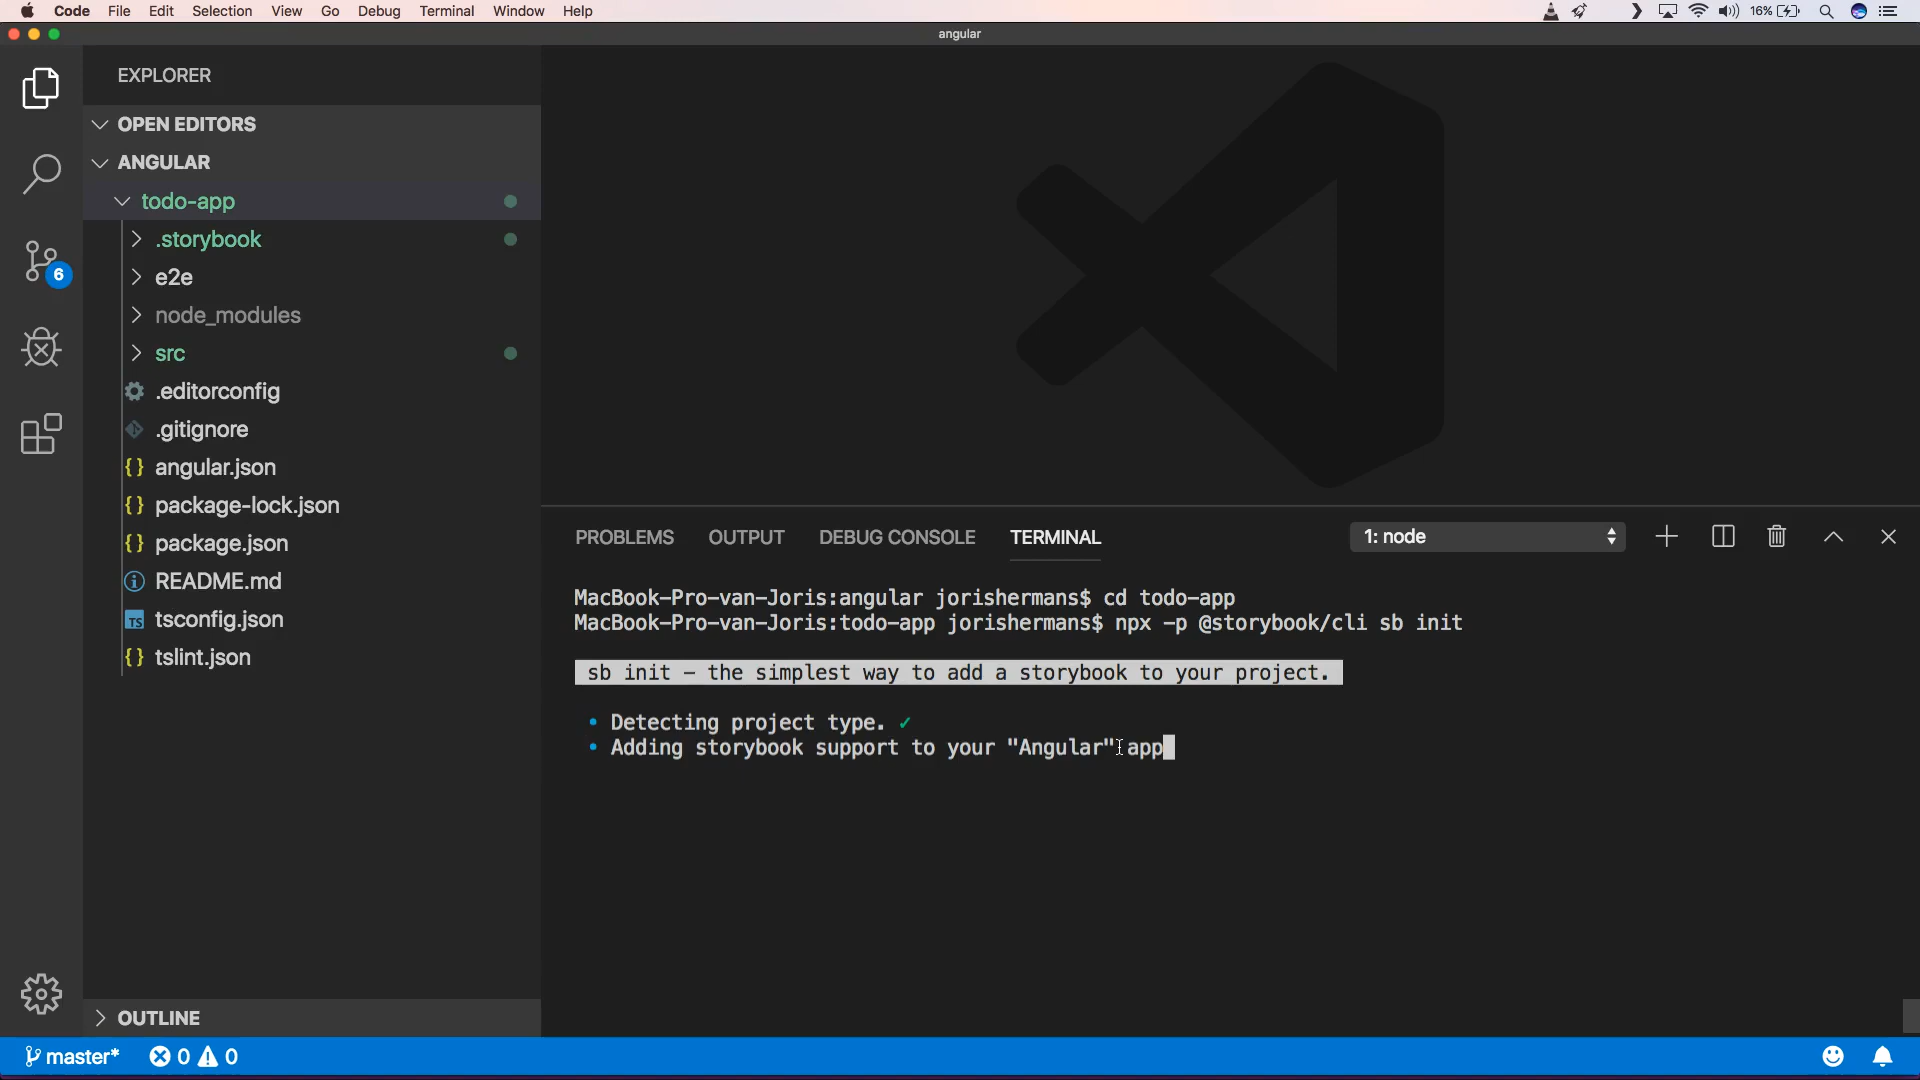 Code File Edit Selection View Go Debug Terminal Window Help 16%
angular
EXPLORER
OPEN EDITORS
ANGULAR
todo-app
.storybook
e2e
6
node_modules
src
.editorconfig
.gitignore
{ } angular.json
{ } package-lock.json
{ } package.json
README.md
TS tsconfig.json
{ } tslint.json
OUTLINE
PROBLEMS OUTPUT DEBUG CONSOLE TERMINAL 1: node
MacBook-Pro-van-Joris:angular jorishermans$ cd todo-app
MacBook-Pro-van-Joris:todo-app jorishermans$ npx -p @storybook/cli sb init
sb init - the simplest way to add a storybook to your project.
• Detecting project type. ✓
• Adding storybook support to your "Angular" app
master* 0 0